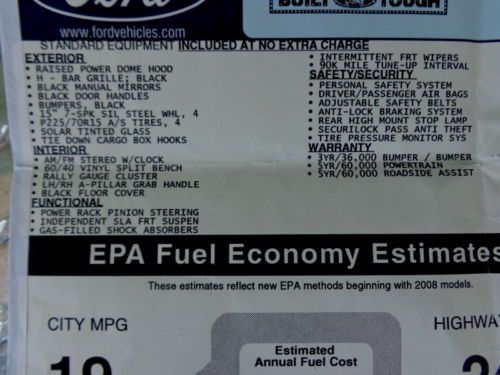 Ford
www.fordvehicles.com
BUILT TOUGH
STANDARD EQUIPMENT INCLUDED AT NO EXTRA CHARGE
EXTERIOR
• RAISED POWER DOME HOOD
• H - BAR GRILLE; BLACK
• BLACK MANUAL MIRRORS
• BLACK DOOR HANDLES
• BUMPERS, BLACK
• 15" 7-SPK SIL STEEL WHL, 4
• P225/70R15 A/S TIRES, 4
• SOLAR TINTED GLASS
• TIE DOWN CARGO BOX HOOKS
INTERIOR
• AM/FM STEREO W/CLOCK
• 60/40 VINYL SPLIT BENCH
• RALLY GAUGE CLUSTER
• LH/RH A-PILLAR GRAB HANDLE
• BLACK FLOOR COVER
FUNCTIONAL
• POWER RACK PINION STEERING
• INDEPENDENT SLA FRT SUSPEN
• GAS-FILLED SHOCK ABSORBERS
• INTERMITTENT FRT WIPERS
• 90K MILE TUNE-UP INTERVAL
SAFETY/SECURITY
• PERSONAL SAFETY SYSTEM
• DRIVER/PASSENGER AIR BAGS
• ADJUSTABLE SAFETY BELTS
• ANTI-LOCK BRAKING SYSTEM
• REAR HIGH MOUNT STOP LAMP
• SECURILOCK PASS ANTI THEFT
• TIRE PRESSURE MONITOR SYS
WARRANTY
• 3YR/36,000 BUMPER / BUMPER
• 5YR/60,000 POWERTRAIN
• 5YR/60,000 ROADSIDE ASSIST
EPA Fuel Economy Estimates
These estimates reflect new EPA methods beginning with 2008 models.
CITY MPG
19
Estimated
Annual Fuel Cost
HIGHWAY